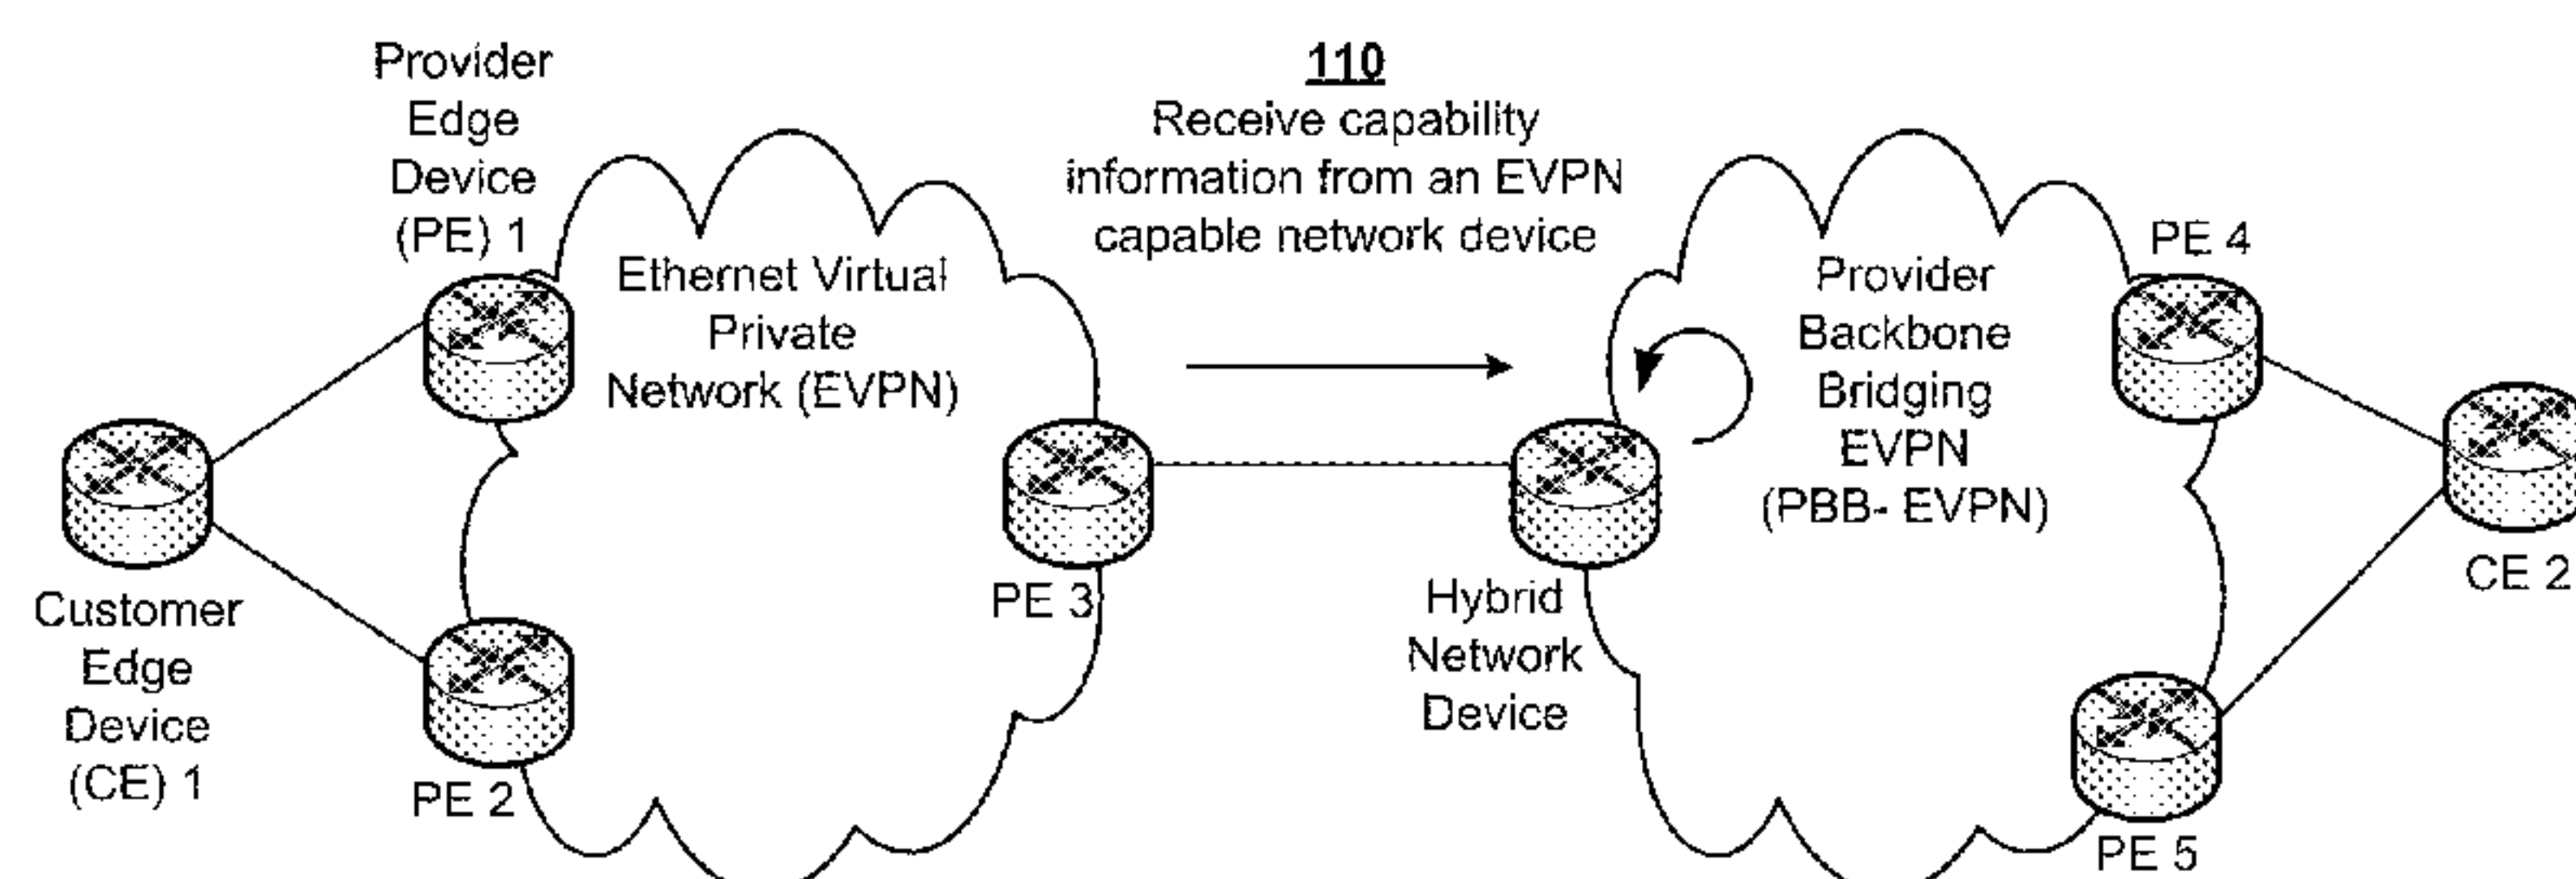 Provider
Edge
Device
(PE) 1
110
Receive capability
information from an EVPN
capable network device
Ethernet Virtual
Private
Network (EVPN)
Provider
Backbone
Bridging
EVPN
(PBB- EVPN)
PE 4
Customer
Edge
Device
(CE) 1
PE 2
PE 3
Hybrid
Network
Device
CE 2
PE 5